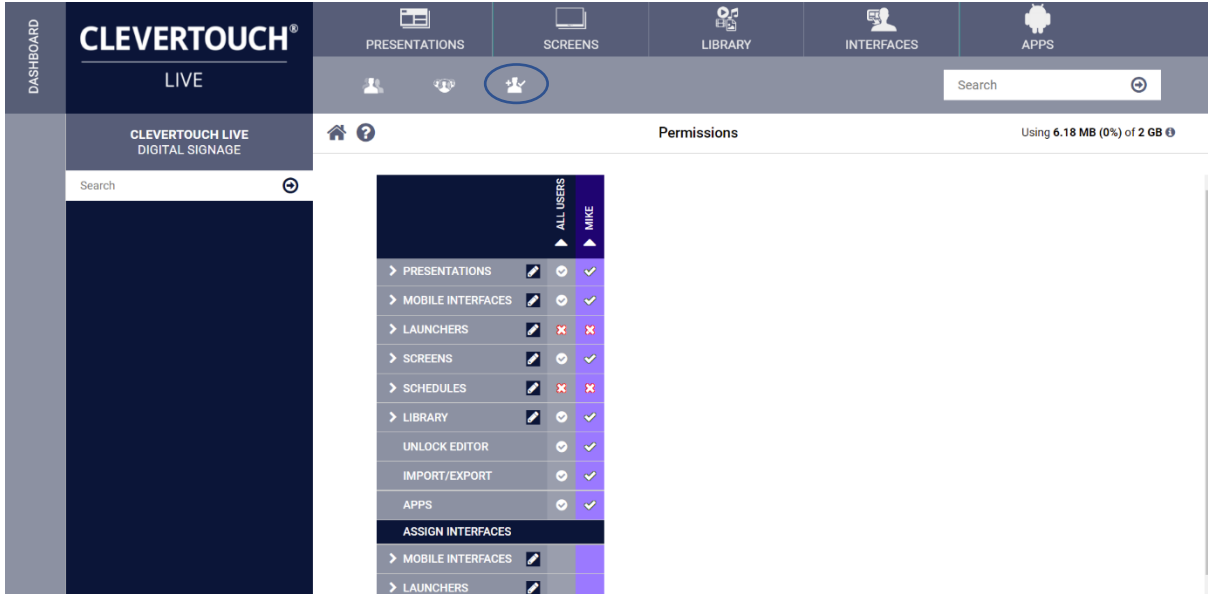 DASHBOARD
CLEVERTOUCH®
LIVE
PRESENTATIONS
SCREENS
LIBRARY
INTERFACES
APPS
Search
CLEVERTOUCH LIVE
DIGITAL SIGNAGE
Search
Permissions
Using 6.18 MB (0%) of 2 GB
ALL USERS
MIKE
PRESENTATIONS
MOBILE INTERFACES
LAUNCHERS
SCREENS
SCHEDULES
LIBRARY
UNLOCK EDITOR
IMPORT/EXPORT
APPS
ASSIGN INTERFACES
MOBILE INTERFACES
LAUNCHERS